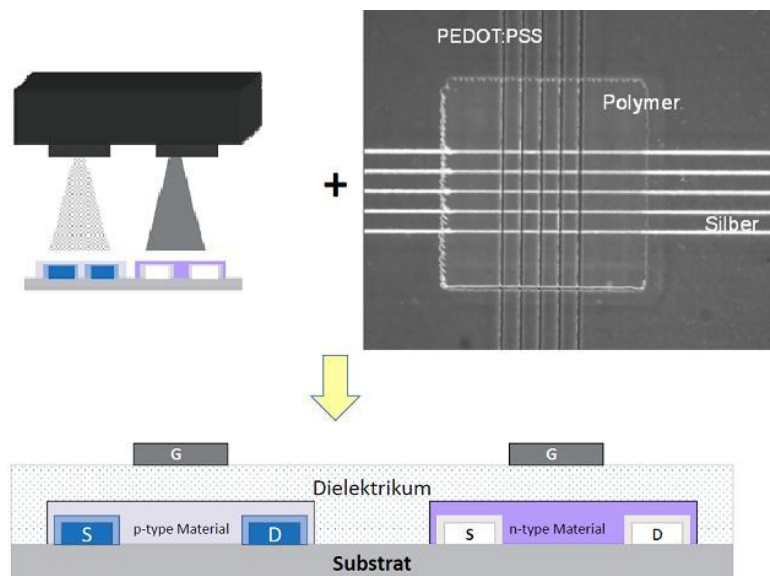 PEDOT:PSS
Polymer
+
Silber
G
G
Dielektrikum
S
p-type Material
D
S
n-type Material
D
Substrat